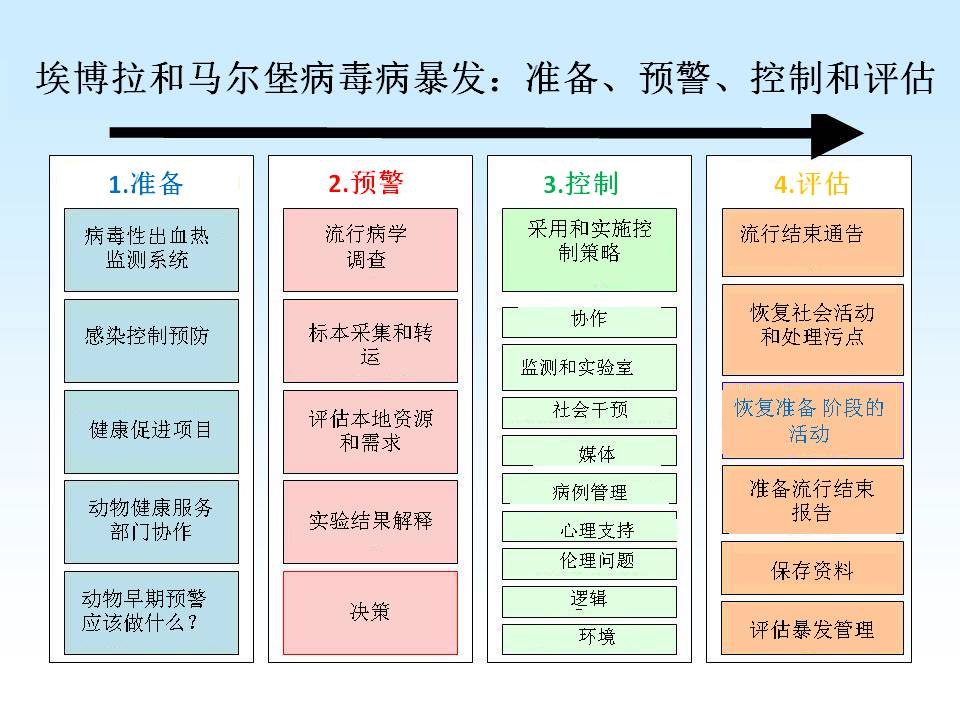 埃博拉和马尔堡病毒病暴发：准备、预警、控制和评估
1.准备
病毒性出血热
监测系统
感染控制预防
健康促进项目
动物健康服务
部门协作
动物早期预警
应该做什么？
2.预警
流行病学
调查
标本采集和转
运
评估本地资源
和需求
实验结果解释
决策
3.控制
采用和实施控
制策略
协作
监测和实验室
社会干预
媒体
病例管理
心理支持
伦理问题
逻辑
环境
4.评估
流行结束通告
恢复社会活动
和处理污点
恢复准备 阶段的
活动
准备流行结束
报告
保存资料
评估暴发管理